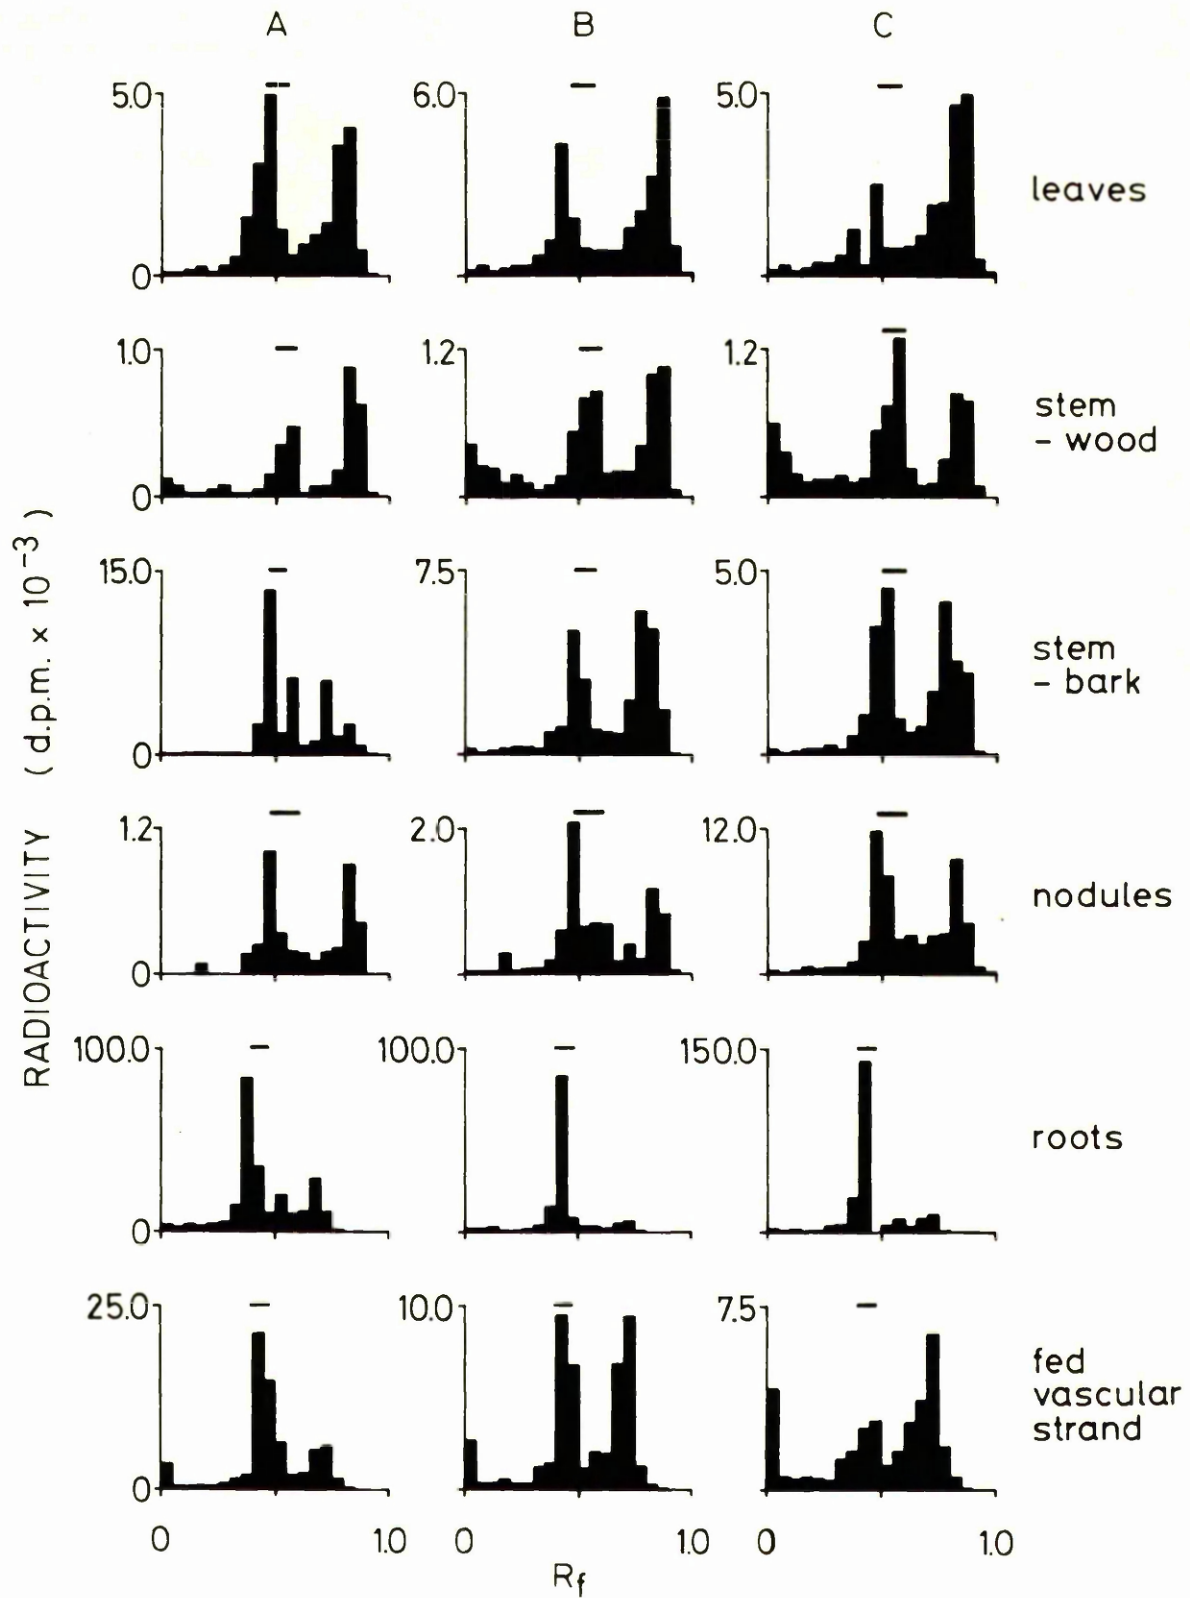 A B C
5.0 6.0 5.0
leaves
0
1.0 1.2 1.2
stem
- wood
0
15.0 7.5 5.0
stem
- bark
0
1.2 2.0 12.0
nodules
0
100.0 100.0 150.0
roots
0
25.0 10.0 7.5
fed
vascular
strand
0
0 1.0 0 1.0 0 1.0
Rf
RADIOACTIVITY (d.p.m. × 10⁻³)